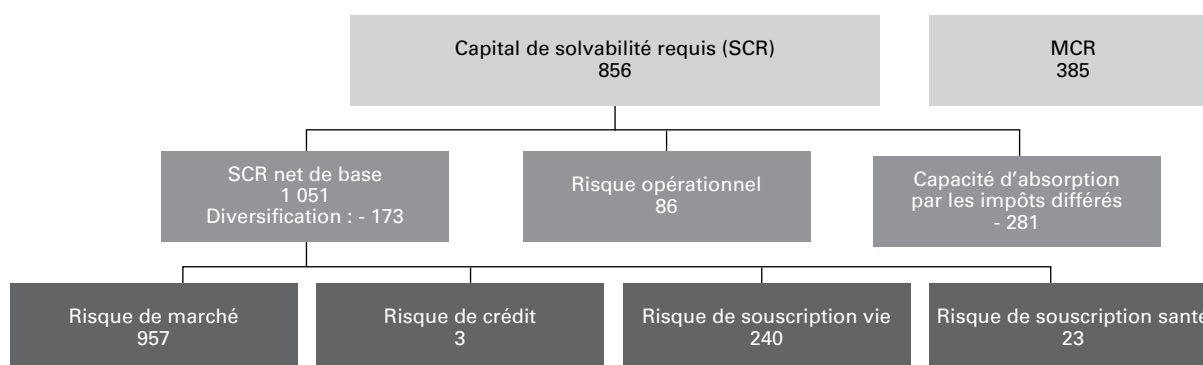 Capital de solvabilité requis (SCR)
856
MCR
385
SCR net de base
1 051
Diversification : - 173
Risque opérationnel
86
Capacité d'absorption
par les impôts différés
- 281
Risque de marché
957
Risque de crédit
3
Risque de souscription vie
240
Risque de souscription santé
23